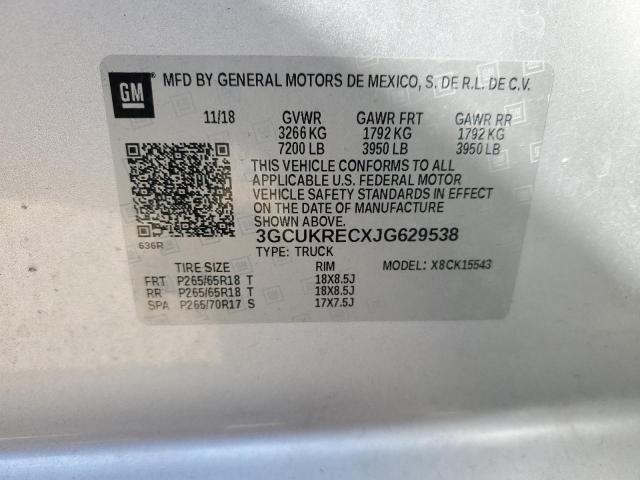 GM
MFD BY GENERAL MOTORS DE MEXICO, S. DE R.L. DE C.V.
11/18 GVWR GAWR FRT GAWR RR
3266 KG 1792 KG 1792 KG
7200 LB 3950 LB 3950 LB
THIS VEHICLE CONFORMS TO ALL
APPLICABLE U.S. FEDERAL MOTOR
VEHICLE SAFETY STANDARDS IN EFFECT
ON THE DATE OF MANUFACTURE
SHOWN ABOVE.
636R 3GCUKRECXJG629538
TYPE: TRUCK
TIRE SIZE RIM MODEL: X8CK15543
FRT P265/65R18 T 18X8.5J
RR P265/65R18 T 18X8.5J
SPA P265/70R17 S 17X7.5J